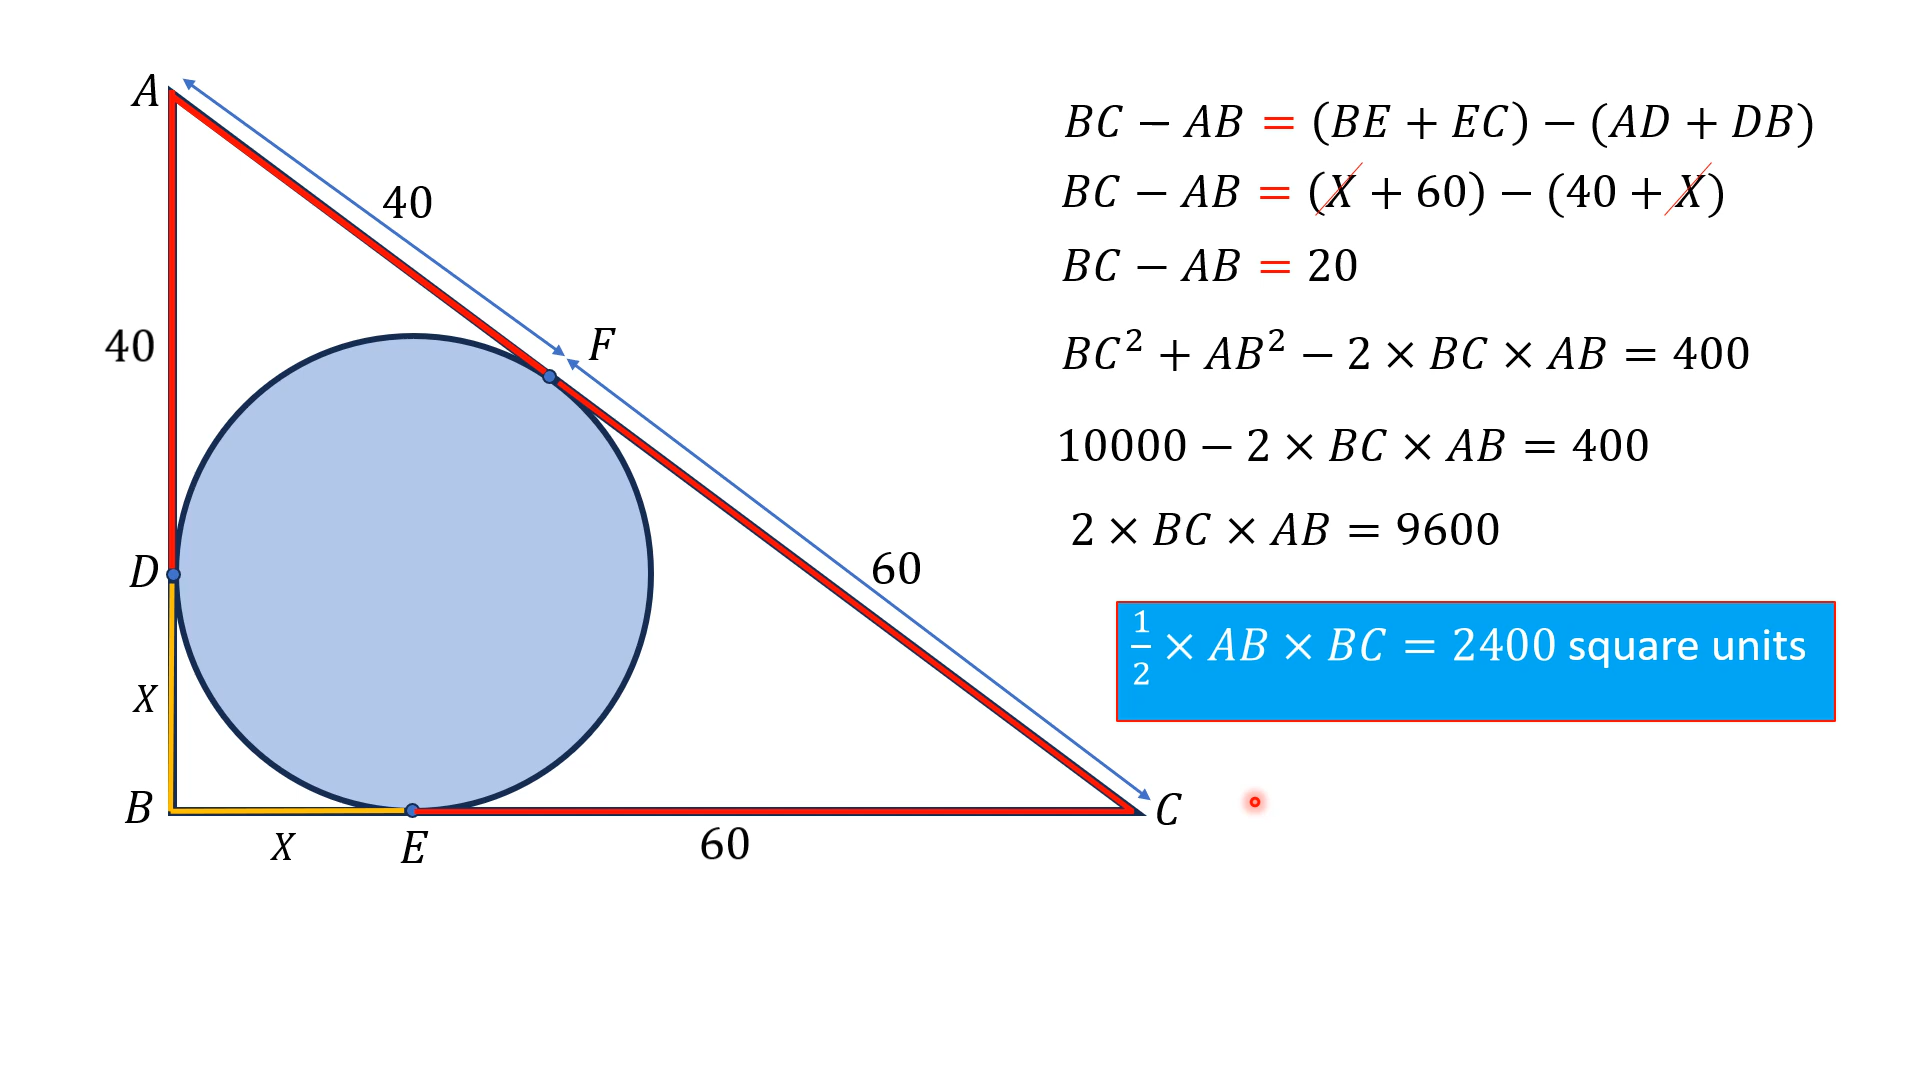 A
40
F
40
D
60
X
B
C
X
E
60
BC − AB = (BE + EC) − (AD + DB)
BC − AB = (X + 60) − (40 + X)
BC − AB = 20
BC² + AB² − 2 × BC × AB = 400
10000 − 2 × BC × AB = 400
2 × BC × AB = 9600
1/2 × AB × BC = 2400 square units